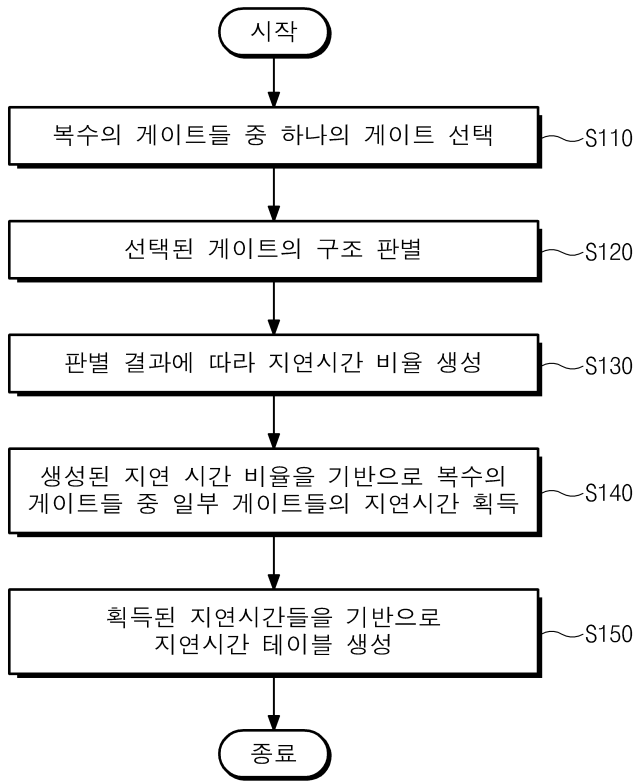 시작
복수의 게이트들 중 하나의 게이트 선택
S110
선택된 게이트의 구조 판별
S120
판별 결과에 따라 지연시간 비율 생성
S130
생성된 지연 시간 비율을 기반으로 복수의
게이트들 중 일부 게이트들의 지연시간 획득
S140
획득된 지연시간들을 기반으로
지연시간 테이블 생성
S150
종료